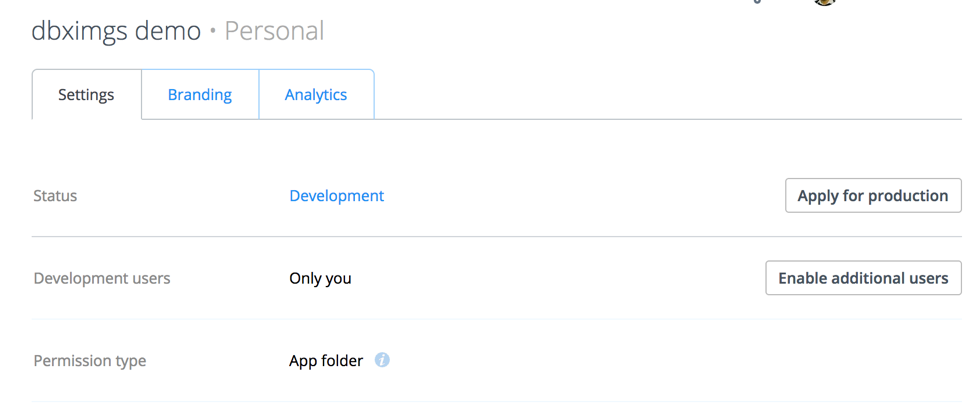 dbximgs demo • Personal
Settings Branding Analytics
Status Development Apply for production
Development users Only you Enable additional users
Permission type App folder i